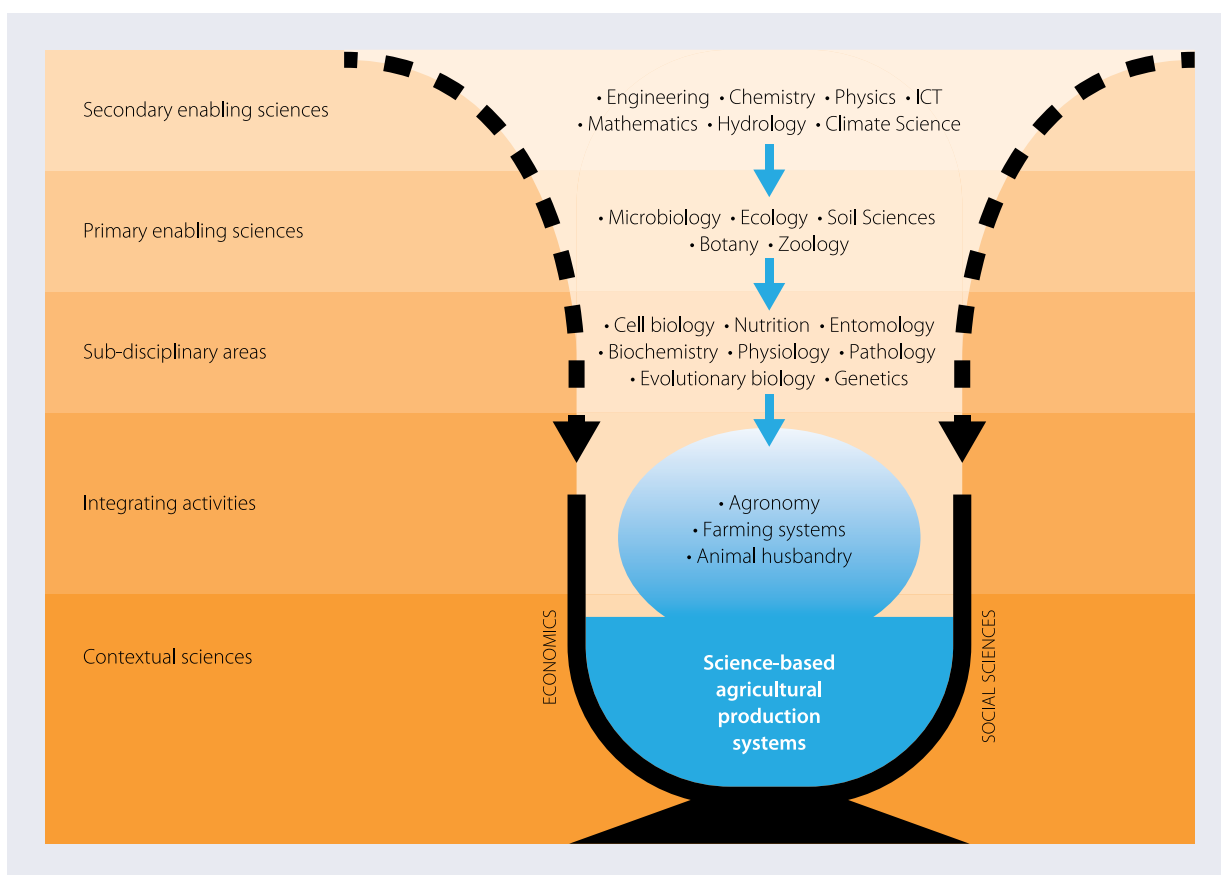 Secondary enabling sciences
• Engineering • Chemistry • Physics • ICT
• Mathematics • Hydrology • Climate Science
Primary enabling sciences
• Microbiology • Ecology • Soil Sciences
• Botany • Zoology
Sub-disciplinary areas
• Cell biology • Nutrition • Entomology
• Biochemistry • Physiology • Pathology
• Evolutionary biology • Genetics
Integrating activities
• Agronomy
• Farming systems
• Animal husbandry
Contextual sciences
ECONOMICS
Science-based
agricultural
production
systems
SOCIAL SCIENCES